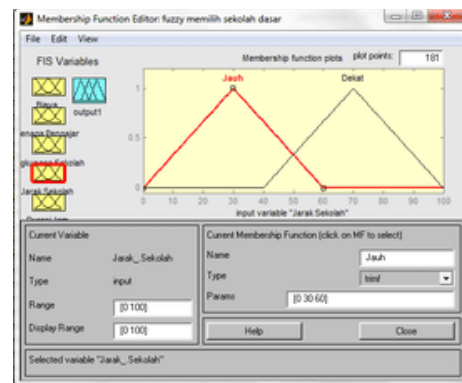 Membership Function Editor: fuzzy memilih sekolah dasar
File Edit View
FIS Variables
Membership function plots plot points: 181
Jauh Dekat
output1
1
0.5
0
Jarak Sekolah
0 10 20 30 40 50 60 70 80 90 100
input variable "Jarak Sekolah"
Current Variable
Name Jarak_Sekolah
Type input
Range [0 100]
Display Range [0 100]
Current Membership Function (click on MF to select)
Name Jauh
Type trimf
Params [0 30 60]
Help Close
Selected variable "Jarak_Sekolah"